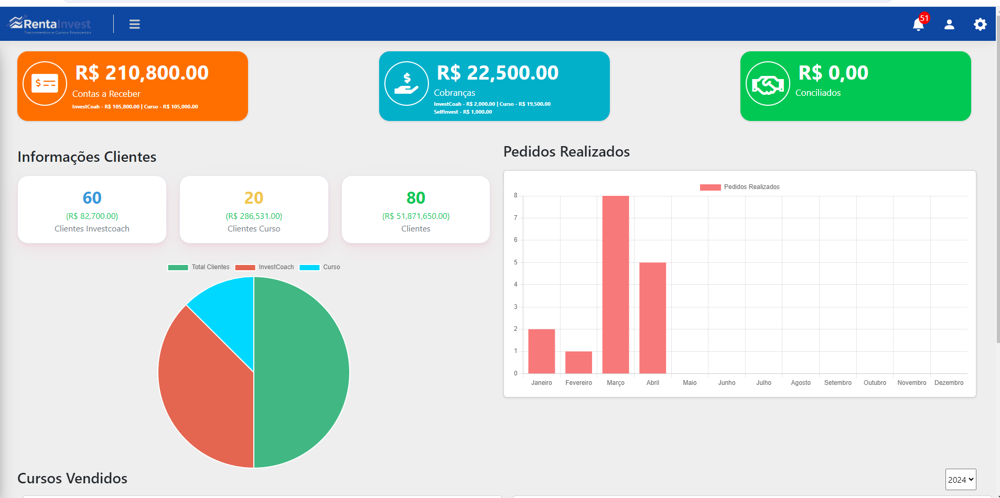 RentaInvest
Treinamentos e Cursos financeiros
51
R$ 210,800.00
Contas a Receber
InvestCoah - R$ 105,800.00 | Curso - R$ 105,000.00
R$ 22,500.00
Cobranças
InvestCoah - R$ 2,000.00 | Curso - R$ 19,500.00
SelfInvest - R$ 1,000.00
R$ 0,00
Conciliados
Informações Clientes
60
(R$ 82,700.00)
Clientes Investcoach
20
(R$ 286,531.00)
Clientes Curso
80
(R$ 51,871,650.00)
Clientes
Total Clientes InvestCoach Curso
Pedidos Realizados
Pedidos Realizados
8
7
6
5
4
3
2
1
0
Janeiro Fevereiro Março Abril Maio Junho Julho Agosto Setembro Outubro Novembro Dezembro
Cursos Vendidos
2024